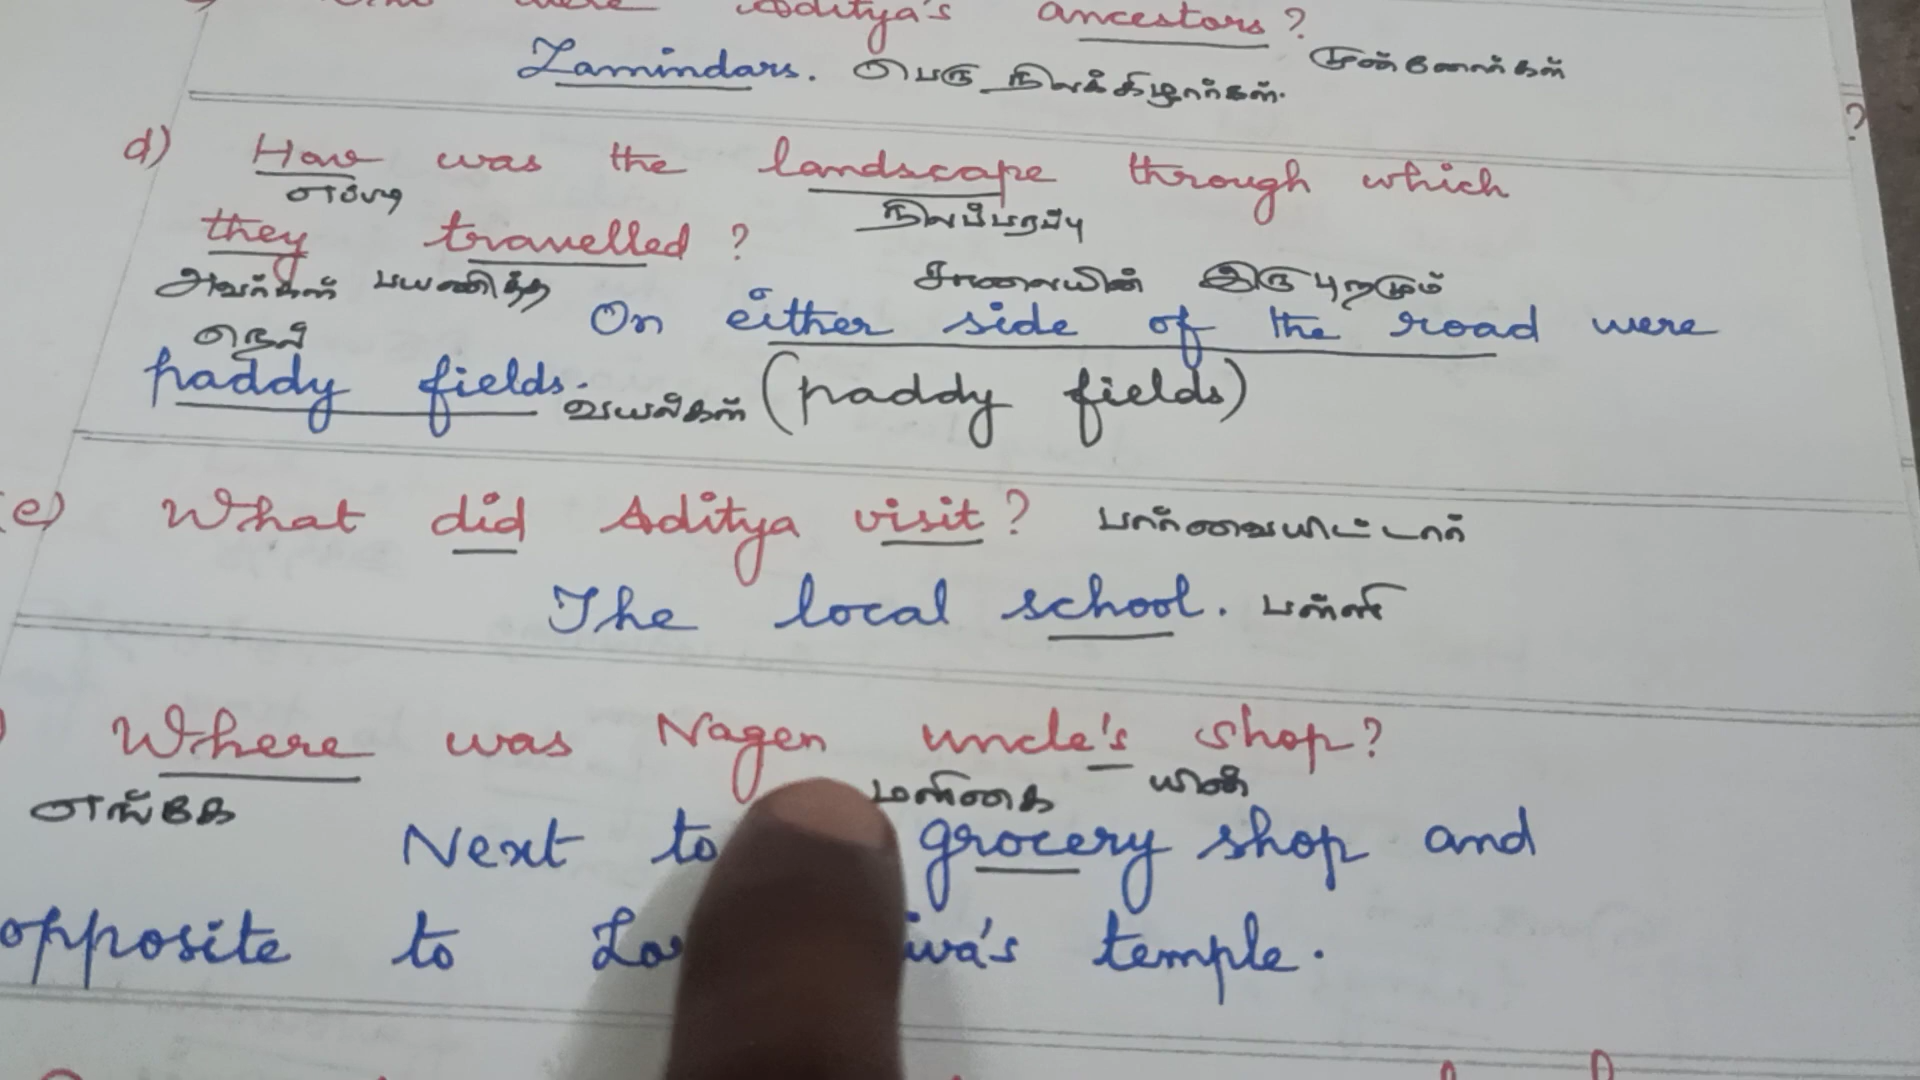 were Aditya's ancestors?
Zamindars. பெரு நிலக்கிழார்கள். முன்னோர்கள்
?
d) How was the landscape through which
எப்படி நிலப்பரப்பு
they travelled?
அவர்கள் பயணித்த சாலையின் இருபுறமும்
நெல் On either side of the road were
paddy fields. வயல்கள் (paddy fields)
e) What did Aditya visit? பார்வையிட்டார்
The local school. பள்ளி
Where was Nagen uncle's shop?
எங்கே மளிகை யின்
Next to grocery shop and
opposite to temple.